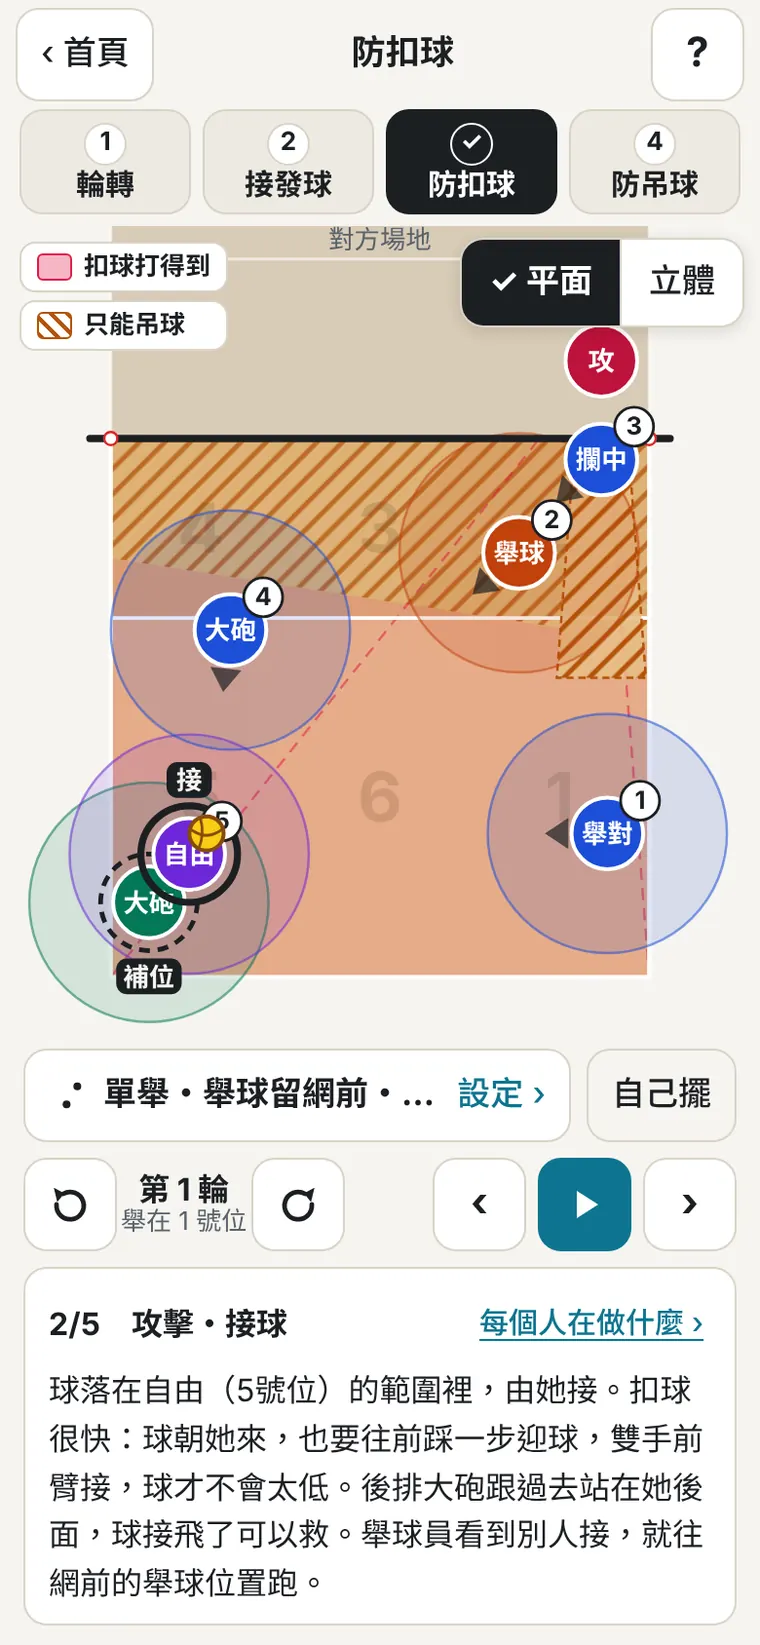 ‹ 首頁
防扣球
?
1
輪轉
2
接發球
防扣球
4
防吊球
對方場地
扣球打得到
只能吊球
平面
立體
攻
3
攔中
2
舉球
4
3
4
大砲
接
5
自由
6
1
1
舉對
大砲
補位
單舉・舉球留網前・...
設定 ›
自己擺
第 1 輪
舉在 1 號位
‹
›
2/5 攻擊・接球
每個人在做什麼 ›
球落在自由（5號位）的範圍裡，由她接。扣球
很快：球朝她來，也要往前踩一步迎球，雙手前
臂接，球才不會太低。後排大砲跟過去站在她後
面，球接飛了可以救。舉球員看到別人接，就往
網前的舉球位置跑。